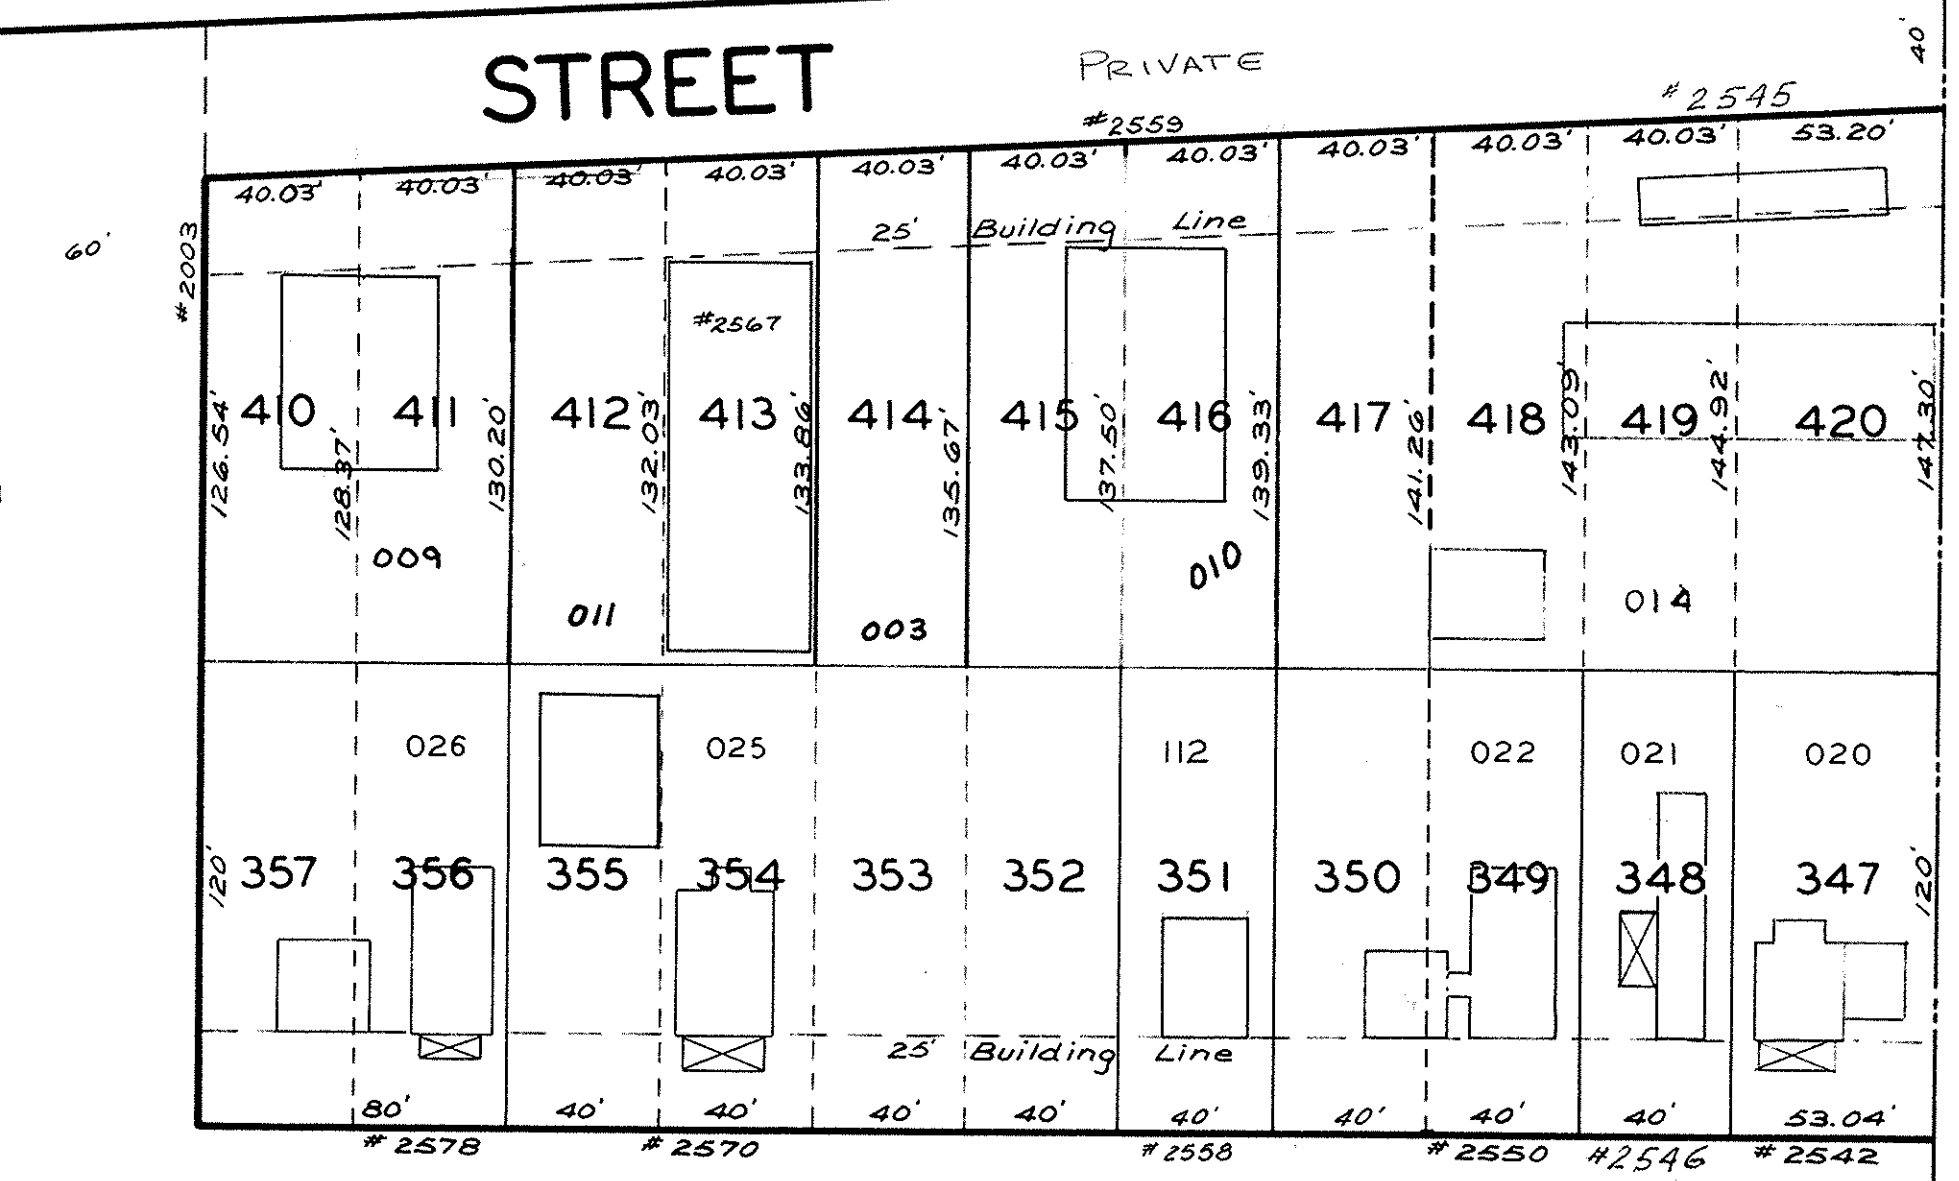 40'
STREET
PRIVATE
#2545
#2559
40.03' 40.03' 40.03' 40.03' 40.03' 40.03' 40.03' 40.03' 40.03' 40.03' 53.20'
60'
#2003
25' Building Line
#2567
410 411 412 413 414 415 416 417 418 419 420
126.54' 128.37' 130.20' 132.03' 133.86' 135.67' 137.50' 139.33' 141.26' 143.09' 144.92' 147.30'
009 011 003 010 014
026 025 112 022 021 020
120' 357 356 355 354 353 352 351 350 349 348 347 120'
25' Building Line
80' 40' 40' 40' 40' 40' 40' 40' 40' 53.04'
#2578 #2570 #2558 #2550 #2546 #2542